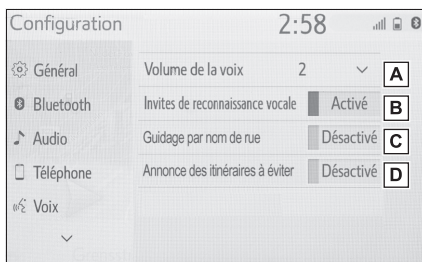 Configuration 2:58
Général
Bluetooth
Audio
Téléphone
Voix
Volume de la voix 2 A
Invites de reconnaissance vocale Activé B
Guidage par nom de rue Désactivé C
Annonce des itinéraires à éviter Désactivé D